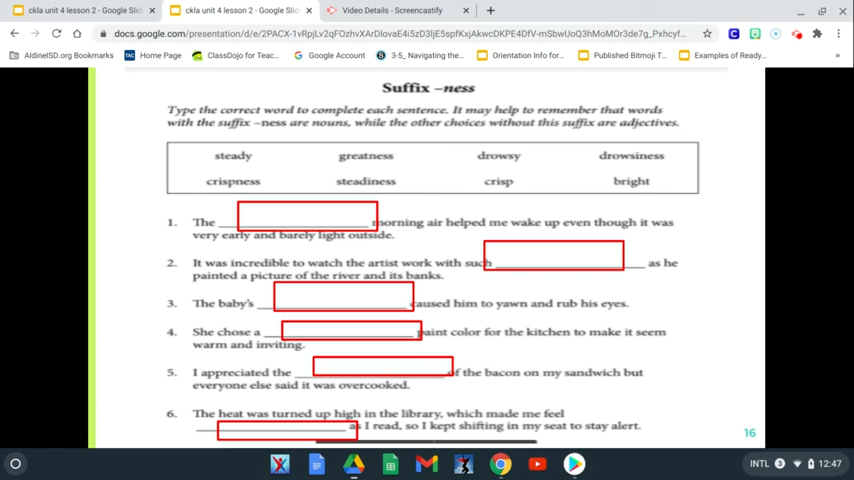 ckla unit 4 lesson 2 - Google Slid
ckla unit 4 lesson 2 - Google Slid
Video Details - Screencastify
docs.google.com/presentation/d/e/2PACX-1vRpjLv2qFOzhvXArDlovaE4i5zD3ljE5spfKxjAkwcDKPE4DfV-mSbwUoQ3hMoM0r3de7g_Pxhcyf...
AldineISD.org Bookmarks
Home Page
ClassDojo for Teac...
Google Account
3-5_ Navigating the...
Orientation Info for...
Published Bitmoji T...
Examples of Ready...
Suffix –ness
Type the correct word to complete each sentence. It may help to remember that words
with the suffix –ness are nouns, while the other choices without this suffix are adjectives.
steady greatness drowsy drowsiness
crispness steadiness crisp bright
1. The morning air helped me wake up even though it was
very early and barely light outside.
2. It was incredible to watch the artist work with such as he
painted a picture of the river and its banks.
3. The baby's caused him to yawn and rub his eyes.
4. She chose a paint color for the kitchen to make it seem
warm and inviting.
5. I appreciated the of the bacon on my sandwich but
everyone else said it was overcooked.
6. The heat was turned up high in the library, which made me feel
as I read, so I kept shifting in my seat to stay alert.
16
INTL 3 12:47